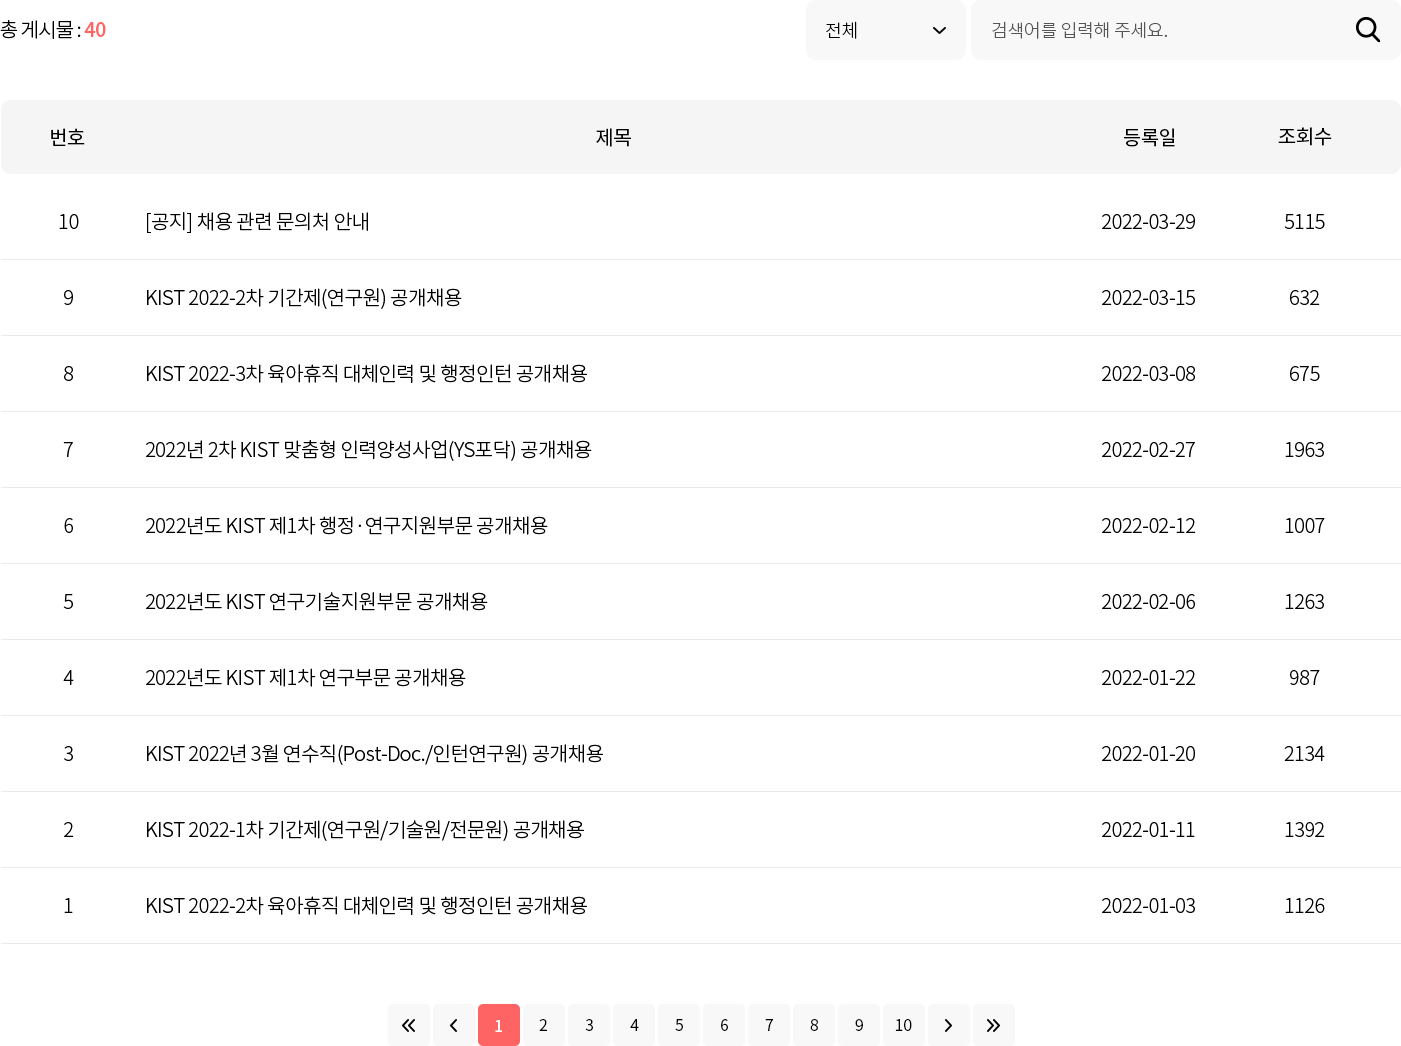 총 게시물 : 40
전체
검색어를 입력해 주세요.
번호 제목 등록일 조회수
10 [공지] 채용 관련 문의처 안내 2022-03-29 5115
9 KIST 2022-2차 기간제(연구원) 공개채용 2022-03-15 632
8 KIST 2022-3차 육아휴직 대체인력 및 행정인턴 공개채용 2022-03-08 675
7 2022년 2차 KIST 맞춤형 인력양성사업(YS포닥) 공개채용 2022-02-27 1963
6 2022년도 KIST 제1차 행정·연구지원부문 공개채용 2022-02-12 1007
5 2022년도 KIST 연구기술지원부문 공개채용 2022-02-06 1263
4 2022년도 KIST 제1차 연구부문 공개채용 2022-01-22 987
3 KIST 2022년 3월 연수직(Post-Doc./인턴연구원) 공개채용 2022-01-20 2134
2 KIST 2022-1차 기간제(연구원/기술원/전문원) 공개채용 2022-01-11 1392
1 KIST 2022-2차 육아휴직 대체인력 및 행정인턴 공개채용 2022-01-03 1126
1 2 3 4 5 6 7 8 9 10